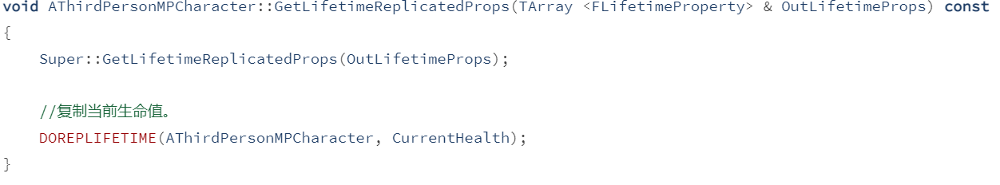 void AThirdPersonMPCharacter::GetLifetimeReplicatedProps(TArray <FLifetimeProperty> & OutLifetimeProps) const
{
    Super::GetLifetimeReplicatedProps(OutLifetimeProps);
    //复制当前生命值。
    DOREPLIFETIME(AThirdPersonMPCharacter, CurrentHealth);
}